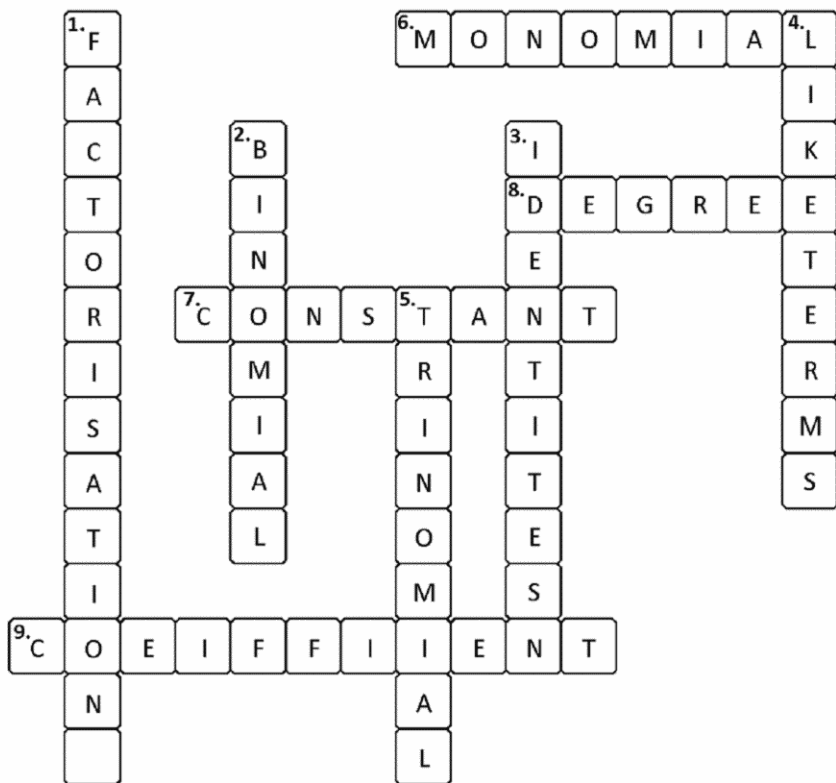 1. F 6. M O N O M I A 4. L
A I
C 2. B 3. I K
T I 8. D E G R E E
O N E T
R 7. C O N S 5. T A N T E
I M R T R
S I I I M
A A N T S
T L O E
I M S
9. C O E I F F I I E N T
N A
L